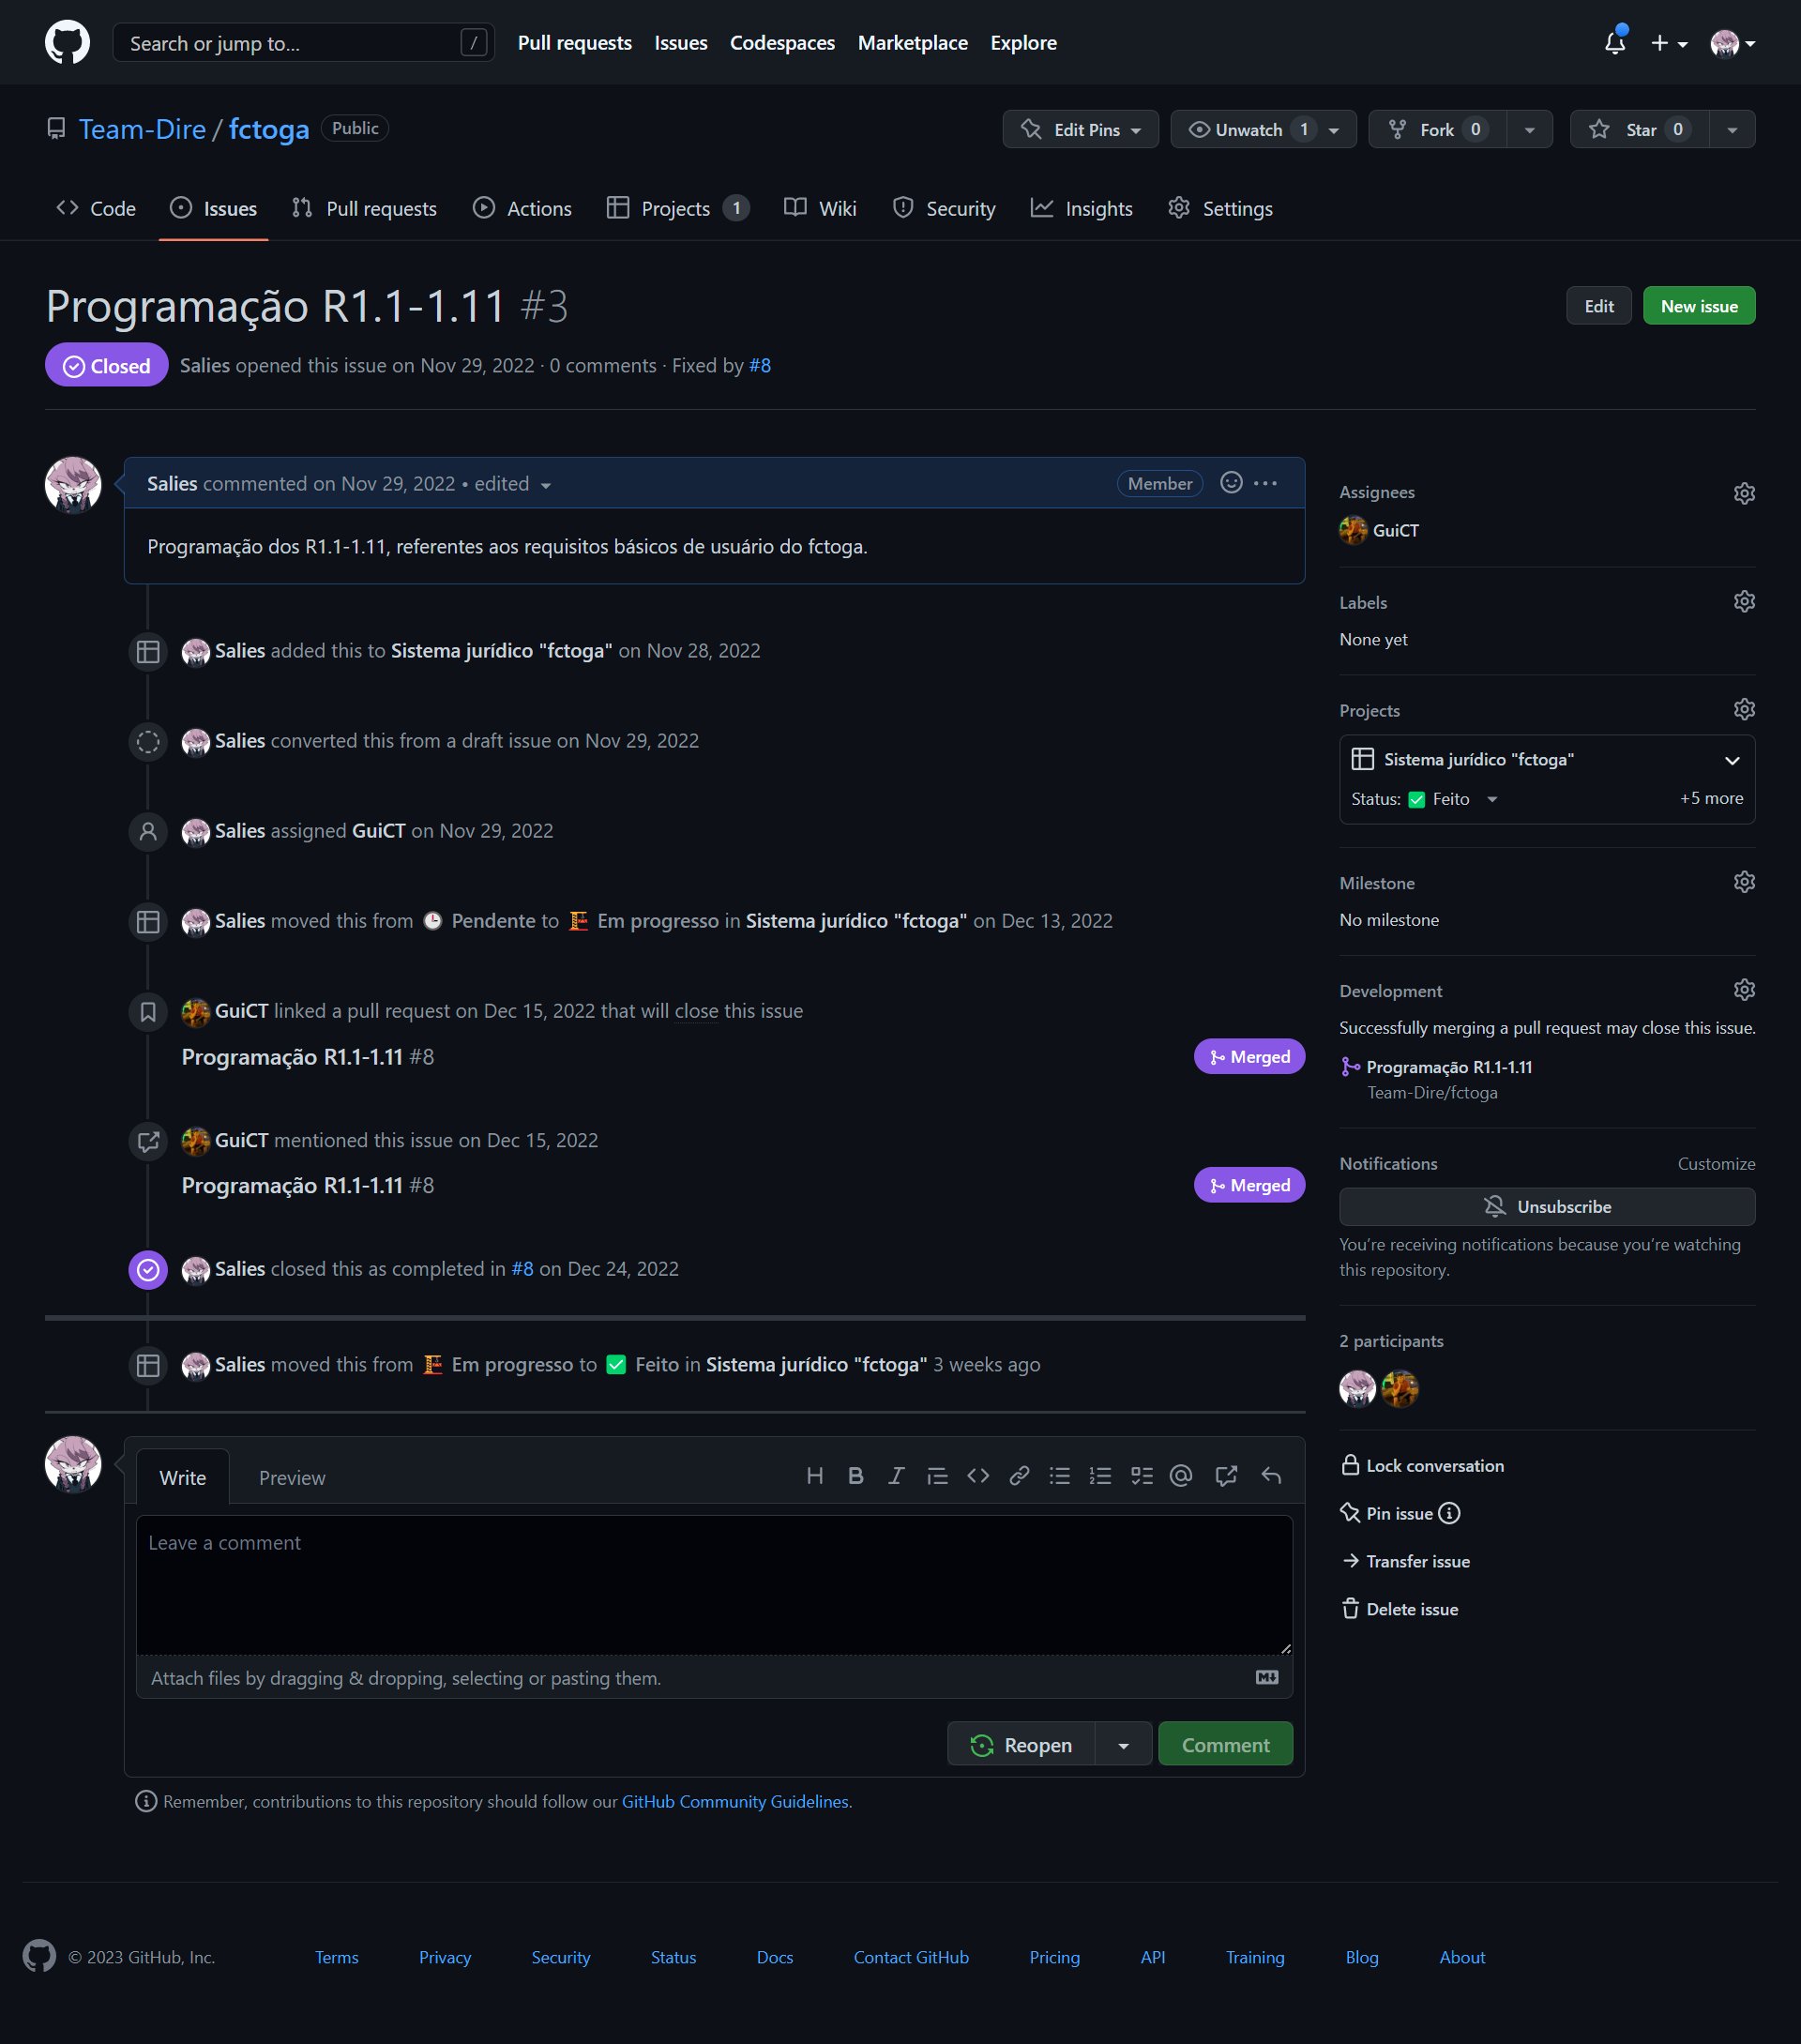 Search or jump to... /
Pull requests Issues Codespaces Marketplace Explore
Team-Dire / fctoga Public
Edit Pins Unwatch 1 Fork 0 Star 0
Code Issues Pull requests Actions Projects 1 Wiki Security Insights Settings
Programação R1.1-1.11 #3
Edit New issue
Closed Salies opened this issue on Nov 29, 2022 · 0 comments · Fixed by #8
Salies commented on Nov 29, 2022 • edited Member
Programação dos R1.1-1.11, referentes aos requisitos básicos de usuário do fctoga.
Salies added this to Sistema jurídico "fctoga" on Nov 28, 2022
Salies converted this from a draft issue on Nov 29, 2022
Salies assigned GuiCT on Nov 29, 2022
Salies moved this from Pendente to Em progresso in Sistema jurídico "fctoga" on Dec 13, 2022
GuiCT linked a pull request on Dec 15, 2022 that will close this issue
Programação R1.1-1.11 #8 Merged
GuiCT mentioned this issue on Dec 15, 2022
Programação R1.1-1.11 #8 Merged
Salies closed this as completed in #8 on Dec 24, 2022
Salies moved this from Em progresso to Feito in Sistema jurídico "fctoga" 3 weeks ago
Write Preview
Leave a comment
Attach files by dragging & dropping, selecting or pasting them.
Reopen Comment
Remember, contributions to this repository should follow our GitHub Community Guidelines.
Assignees
GuiCT
Labels
None yet
Projects
Sistema jurídico "fctoga"
Status: Feito +5 more
Milestone
No milestone
Development
Successfully merging a pull request may close this issue.
Programação R1.1-1.11
Team-Dire/fctoga
Notifications Customize
Unsubscribe
You're receiving notifications because you're watching
this repository.
2 participants
Lock conversation
Pin issue
Transfer issue
Delete issue
© 2023 GitHub, Inc. Terms Privacy Security Status Docs Contact GitHub Pricing API Training Blog About